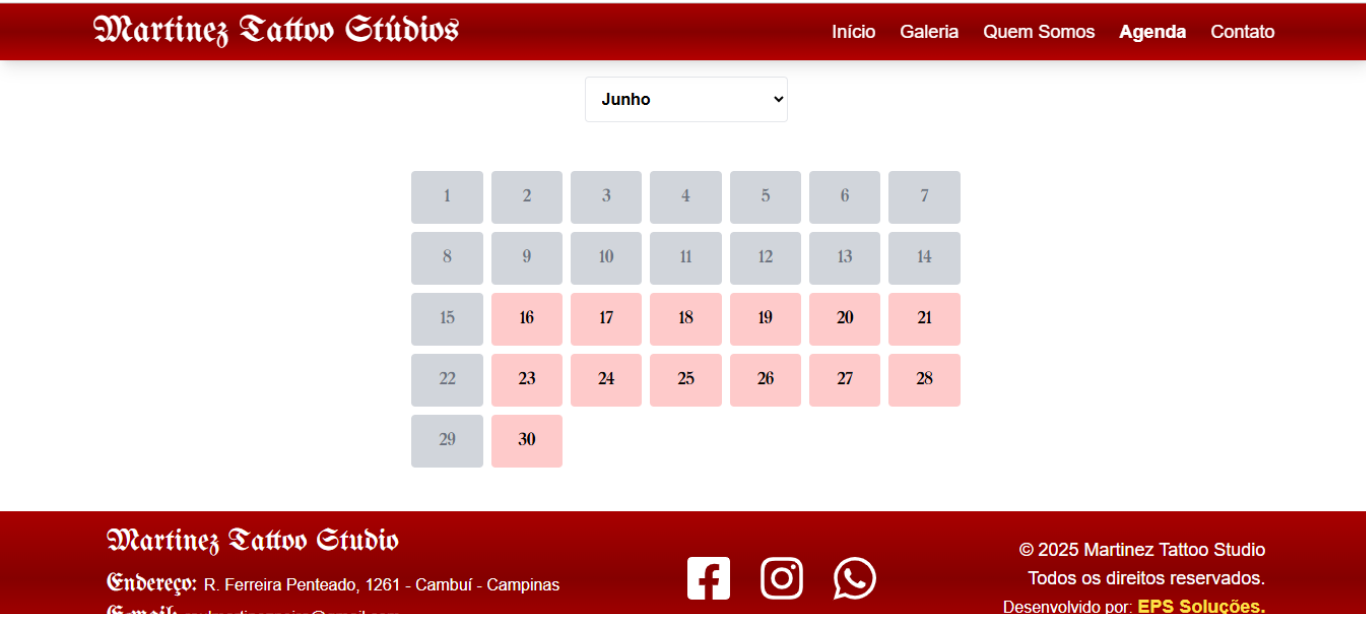 Martinez Tattoo Stúdios
Início Galeria Quem Somos Agenda Contato
Junho
1 2 3 4 5 6 7
8 9 10 11 12 13 14
15 16 17 18 19 20 21
22 23 24 25 26 27 28
29 30
Martinez Tattoo Studio
Endereço: R. Ferreira Penteado, 1261 - Cambuí - Campinas
© 2025 Martinez Tattoo Studio
Todos os direitos reservados.
Desenvolvido por: EPS Soluções.